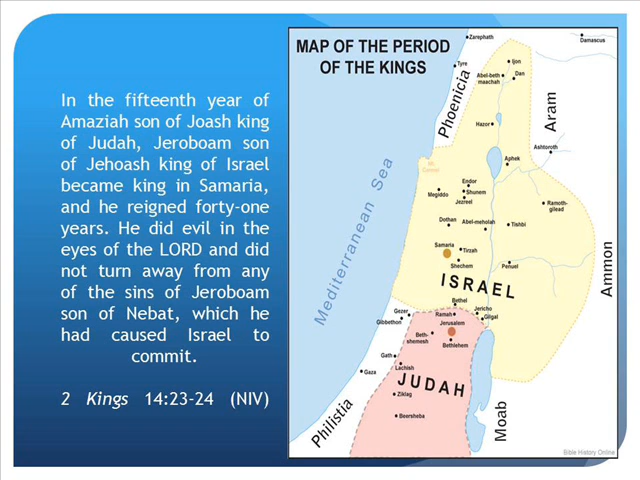 In the fifteenth year of
Amaziah son of Joash king
of Judah, Jeroboam son
of Jehoash king of Israel
became king in Samaria,
and he reigned forty-one
years. He did evil in the
eyes of the LORD and did
not turn away from any
of the sins of Jeroboam
son of Nebat, which he
had caused Israel to
commit.
2 Kings 14:23-24 (NIV)
MAP OF THE PERIOD
OF THE KINGS
Zarephath
Damascus
Tyre
Ijon
Dan
Abel-beth
maachah
Phoenicia
Aram
Hazor
Ashtoroth
Aphek
Mt.
Carmel
Endor
Shunem
Megiddo
Jezreel
Ramoth-
gilead
Mediterranean Sea
Dothan
Abel-meholah
Tishbi
Samaria
Tirzah
Shechem
Penuel
Ammon
ISRAEL
Bethel
Jericho
Gilgal
Gezer
Ramah
Gibbethon
Jerusalem
Beth-
shemesh
Bethlehem
Gath
Lachish
Gaza
JUDAH
Ziklag
Philistia
Beersheba
Moab
Bible History Online